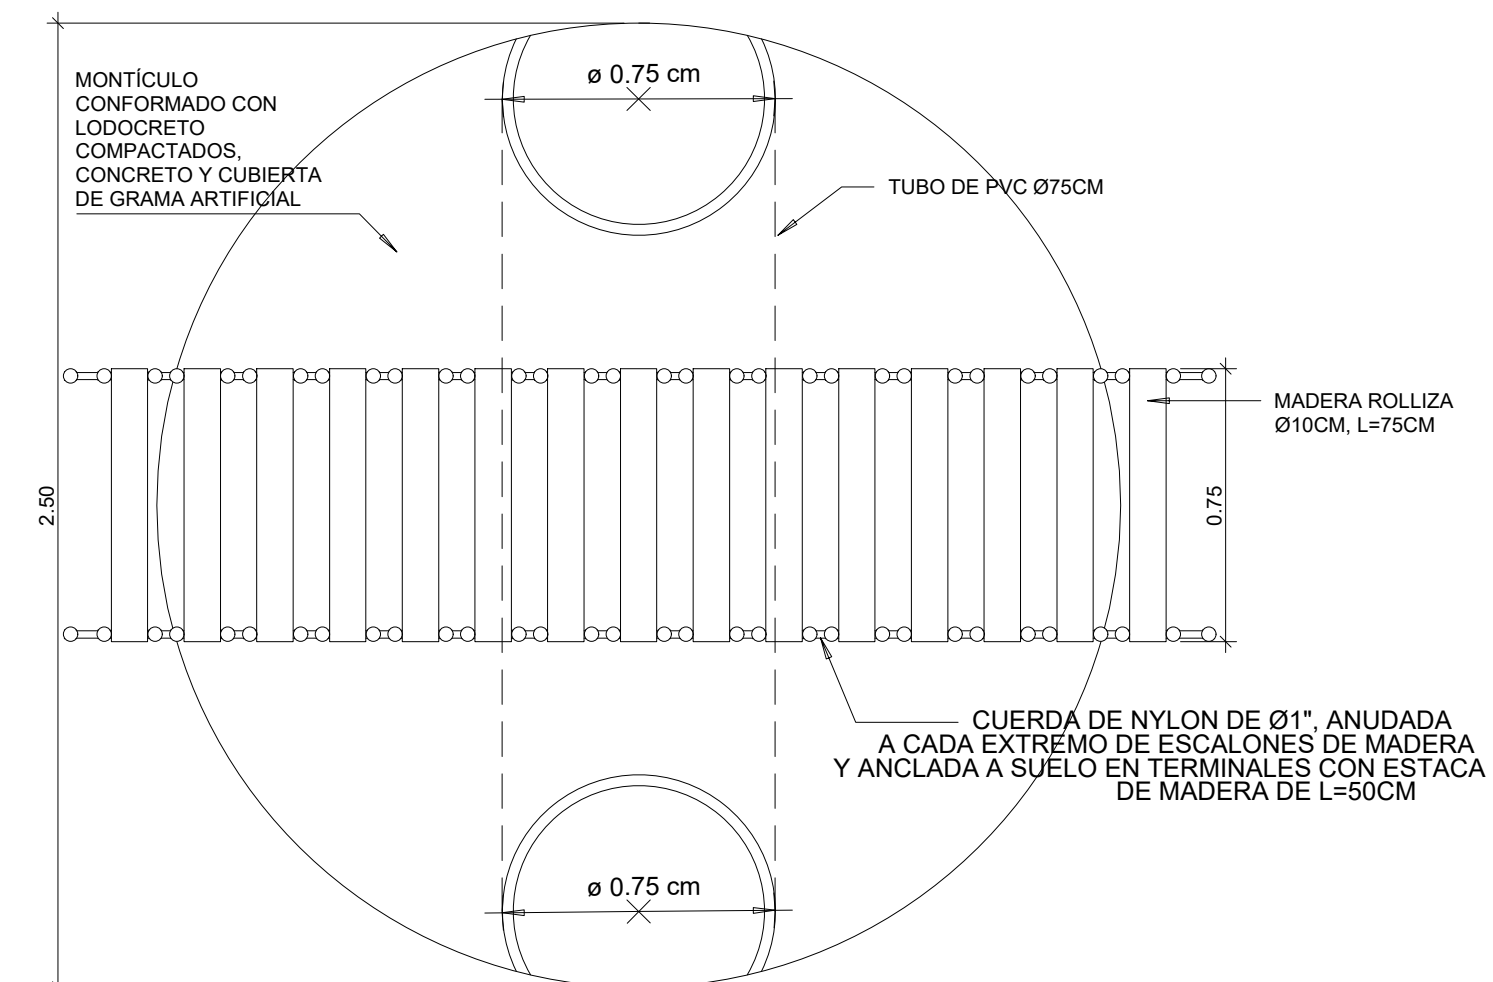 MONTÍCULO
CONFORMADO CON
LODOCRETO
COMPACTADOS,
CONCRETO Y CUBIERTA
DE GRAMA ARTIFICIAL
ø 0.75 cm
TUBO DE PVC Ø75CM
MADERA ROLLIZA
Ø10CM, L=75CM
2.50
0.75
CUERDA DE NYLON DE Ø1", ANUDADA
A CADA EXTREMO DE ESCALONES DE MADERA
Y ANCLADA A SUELO EN TERMINALES CON ESTACA
DE MADERA DE L=50CM
ø 0.75 cm